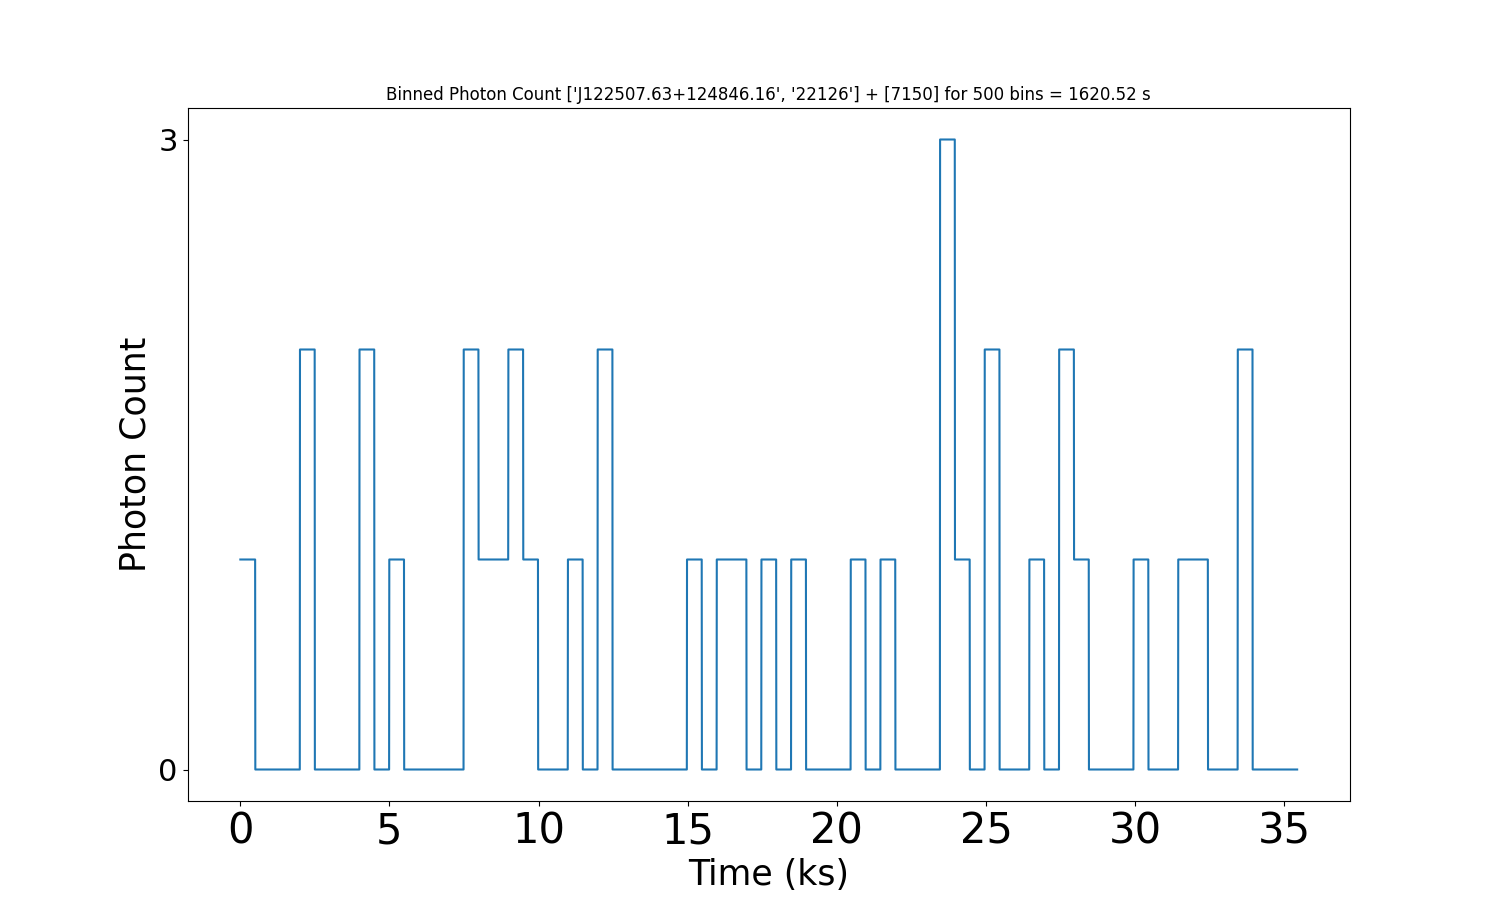 Binned Photon Count ['J122507.63+124846.16', '22126'] + [7150] for 500 bins = 1620.52 s
3
Photon Count
0
0 5 10 15 20 25 30 35
Time (ks)